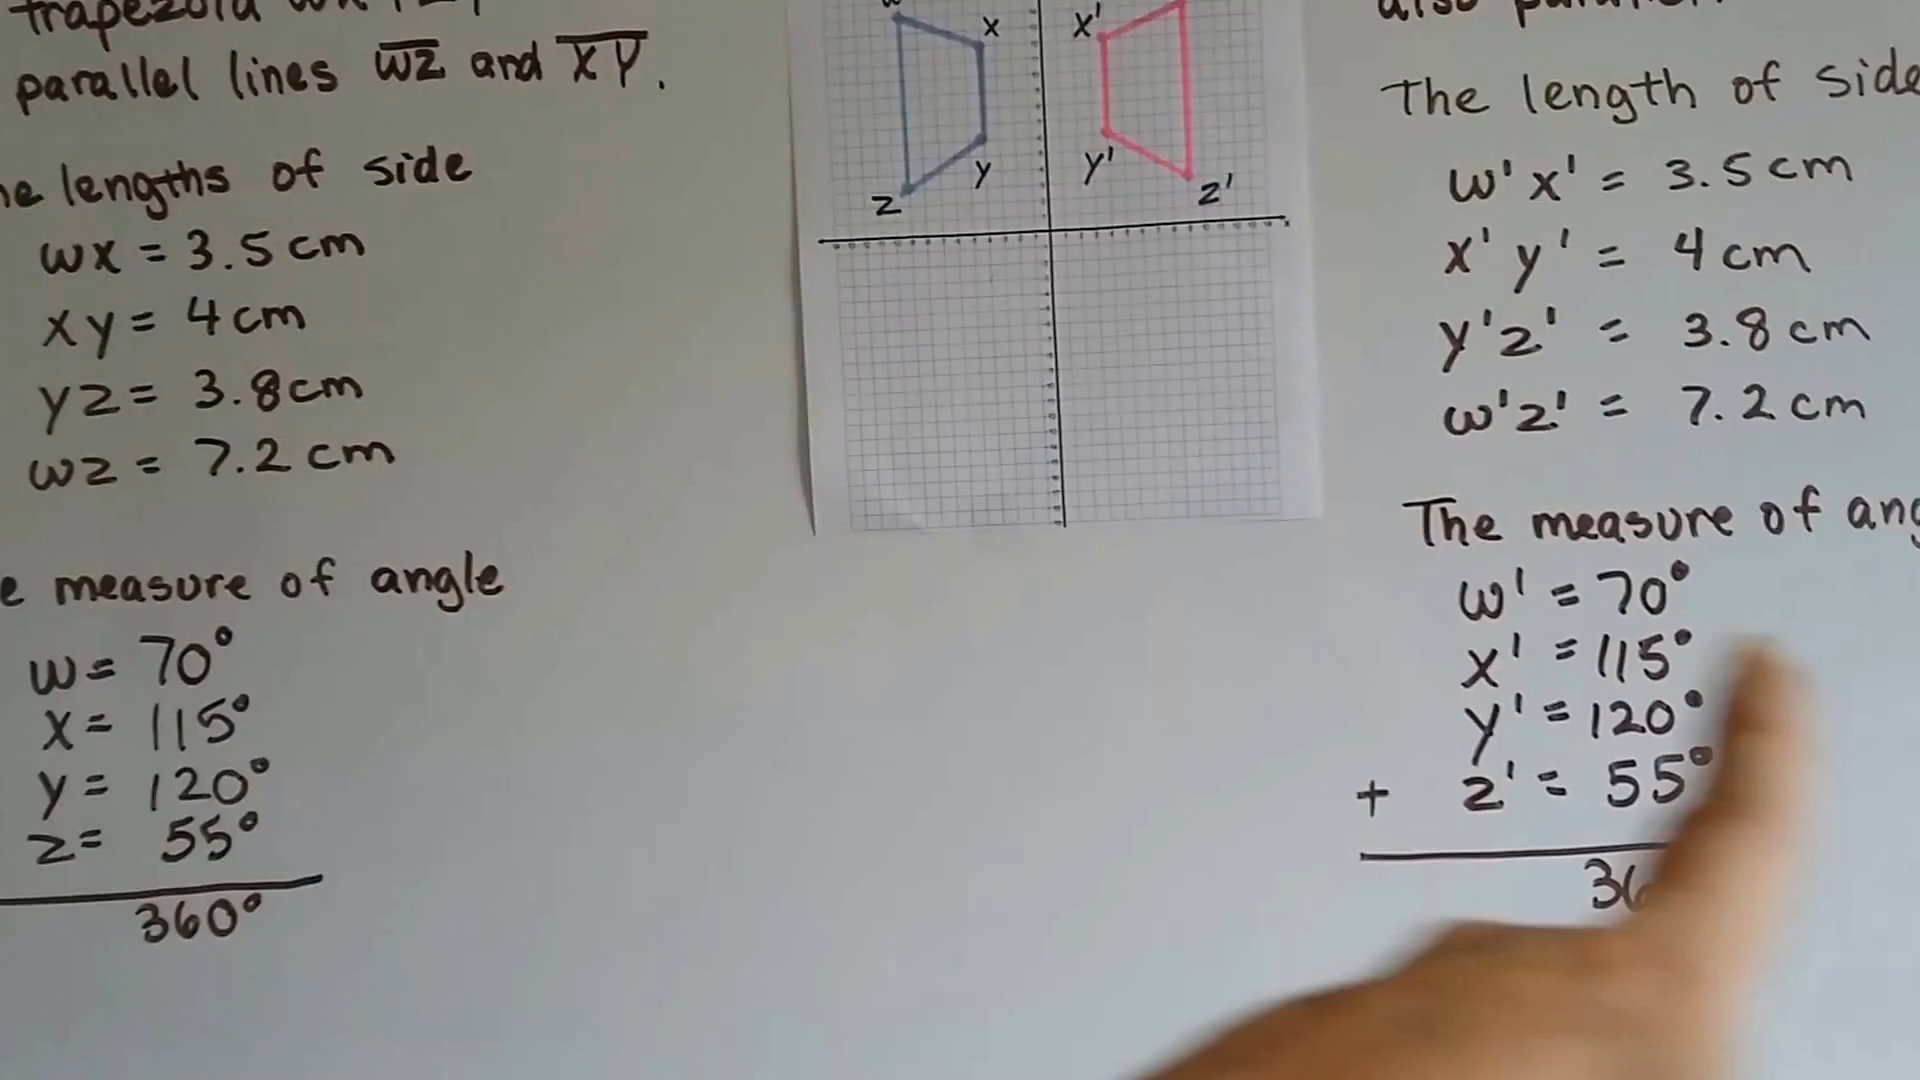 trapezoid
parallel lines WZ and XY.
lengths of side
WX = 3.5 cm
XY = 4 cm
YZ = 3.8 cm
WZ = 7.2 cm
measure of angle
W = 70°
X = 115°
Y = 120°
Z = 55°
360°
X
Y
Z
X'
Y'
Z'
also
The length of side
W'X' = 3.5 cm
X'Y' = 4 cm
Y'Z' = 3.8 cm
W'Z' = 7.2 cm
The measure of
W' = 70°
X' = 115°
Y' = 120°
+ Z' = 55°